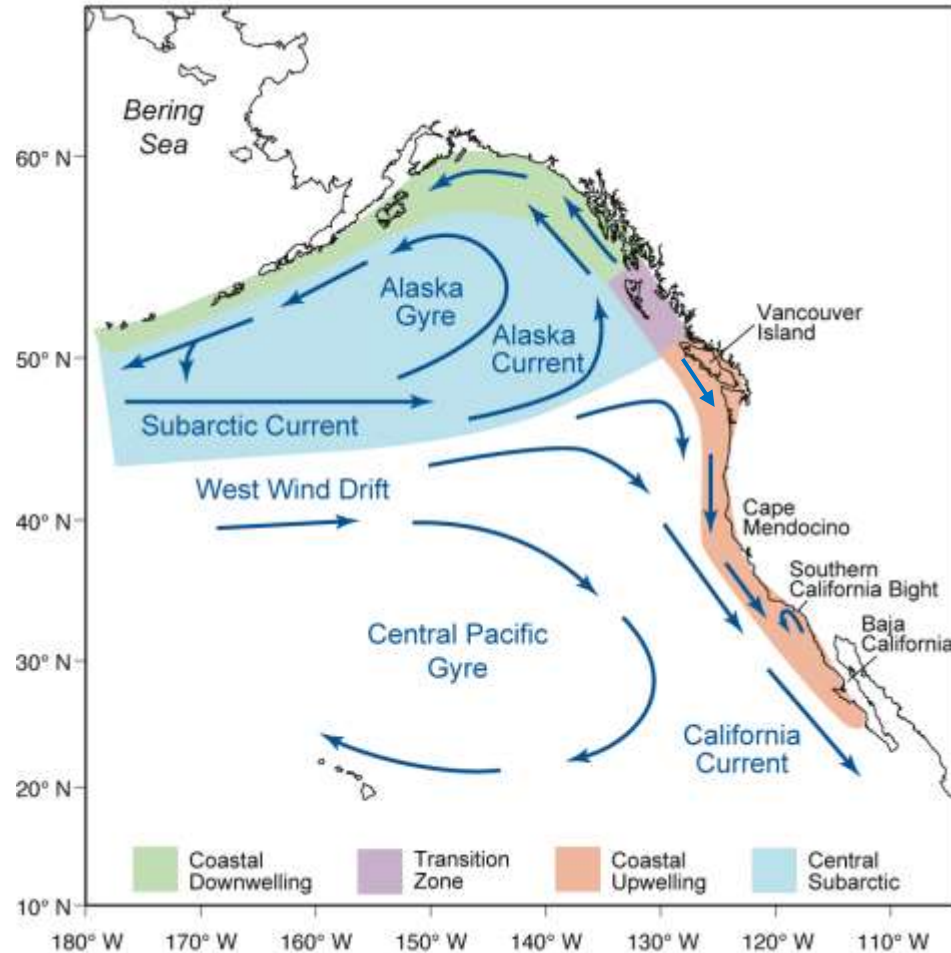 Bering
Sea
60° N
Alaska
Gyre
Alaska
Current
Vancouver
Island
50° N
Subarctic Current
West Wind Drift
40° N
Cape
Mendocino
Southern
California Bight
Baja
California
Central Pacific
Gyre
30° N
California
Current
20° N
Coastal
Downwelling
Transition
Zone
Coastal
Upwelling
Central
Subarctic
10° N
180° W
170° W
160° W
150° W
140° W
130° W
120° W
110° W